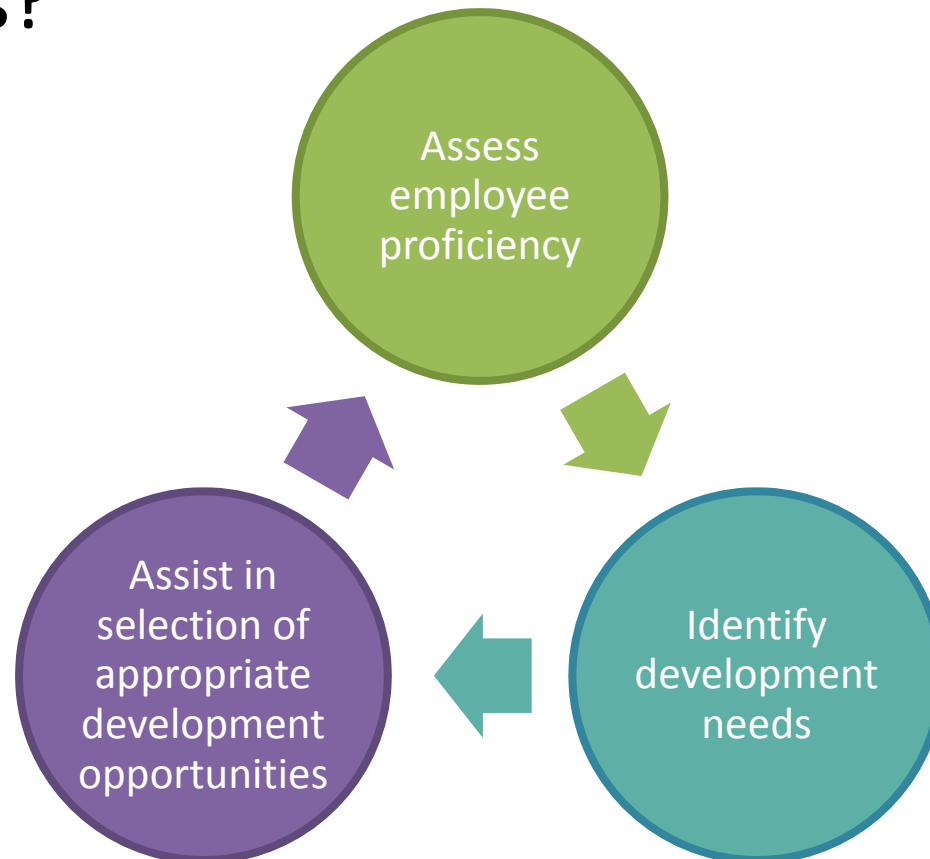 s?
Assess
employee
proficiency
Identify
development
needs
Assist in
selection of
appropriate
development
opportunities